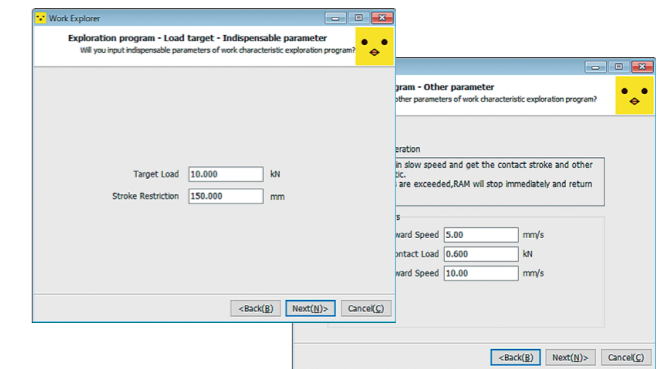 Work Explorer
Exploration program - Load target - Indispensable parameter
Will you input indispensable parameters of work characteristic exploration program?
Target Load 10.000 kN
Stroke Restriction 150.000 mm
<Back(B) Next(N)> Cancel(C)
gram - Other parameter
other parameters of work characteristic exploration program?
eration
in slow speed and get the contact stroke and other
tic.
are exceeded,RAM will stop immediately and return
rs
ward Speed 5.00 mm/s
ontact Load 0.600 kN
ward Speed 10.00 mm/s
<Back(B) Next(N)> Cancel(C)